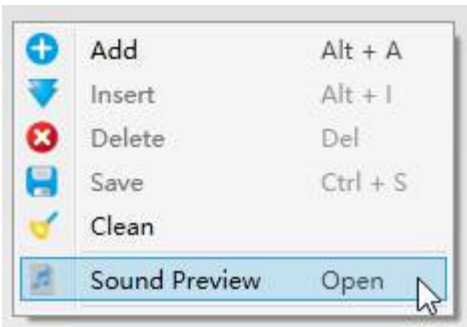 Add Alt + A
Insert Alt + I
Delete Del
Save Ctrl + S
Clean
Sound Preview Open